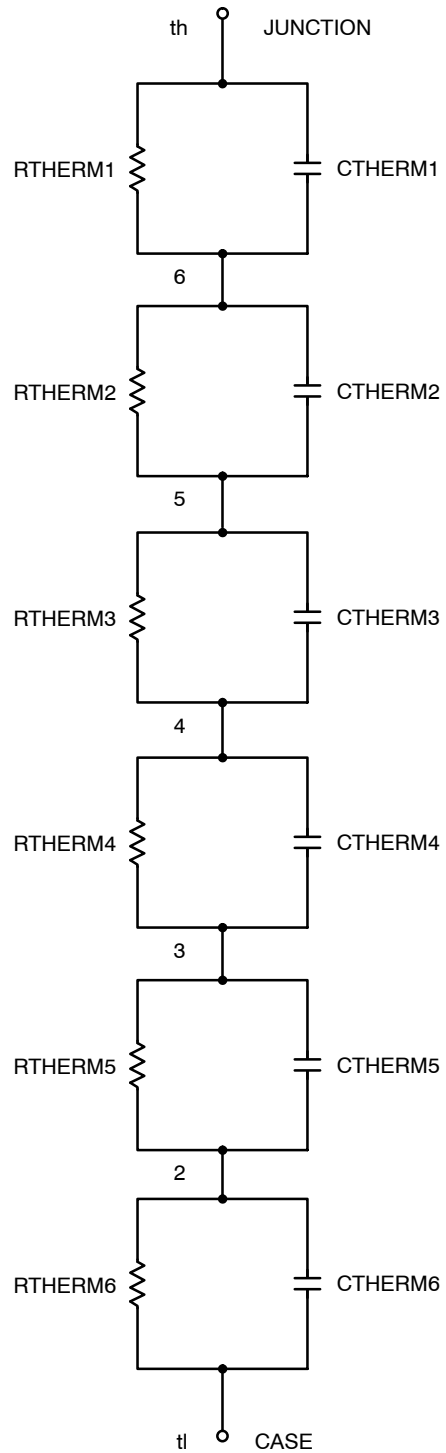 th JUNCTION
RTHERM1 CTHERM1
6
RTHERM2 CTHERM2
5
RTHERM3 CTHERM3
4
RTHERM4 CTHERM4
3
RTHERM5 CTHERM5
2
RTHERM6 CTHERM6
tl CASE